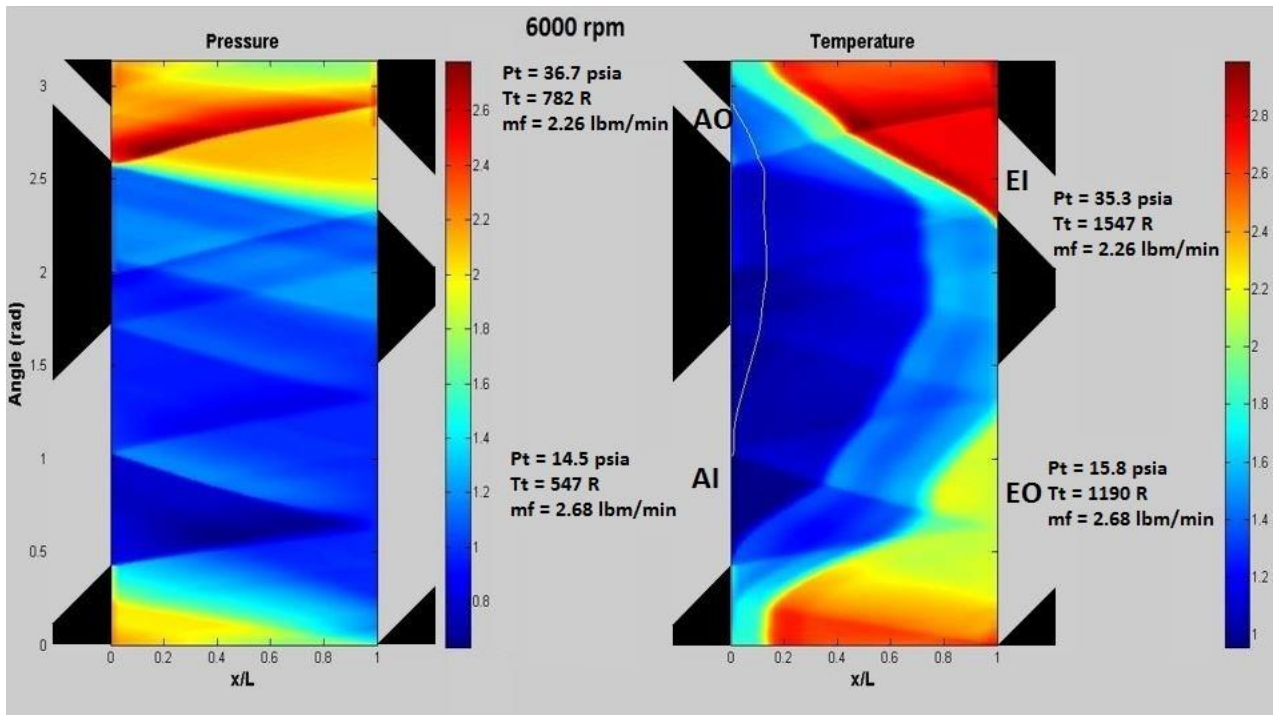 6000 rpm
Pressure
Temperature
Pt = 36.7 psia
Tt = 782 R
mf = 2.26 lbm/min
AO
EI
Pt = 35.3 psia
Tt = 1547 R
mf = 2.26 lbm/min
Pt = 14.5 psia
Tt = 547 R
mf = 2.68 lbm/min
AI
EO
Pt = 15.8 psia
Tt = 1190 R
mf = 2.68 lbm/min
Angle (rad)
3
2.5
2
1.5
1
0.5
0
0 0.2 0.4 0.6 0.8 1
x/L
2.6
2.4
2.2
2
1.8
1.6
1.4
1.2
1
0.8
0 0.2 0.4 0.6 0.8 1
x/L
2.8
2.6
2.4
2.2
2
1.8
1.6
1.4
1.2
1